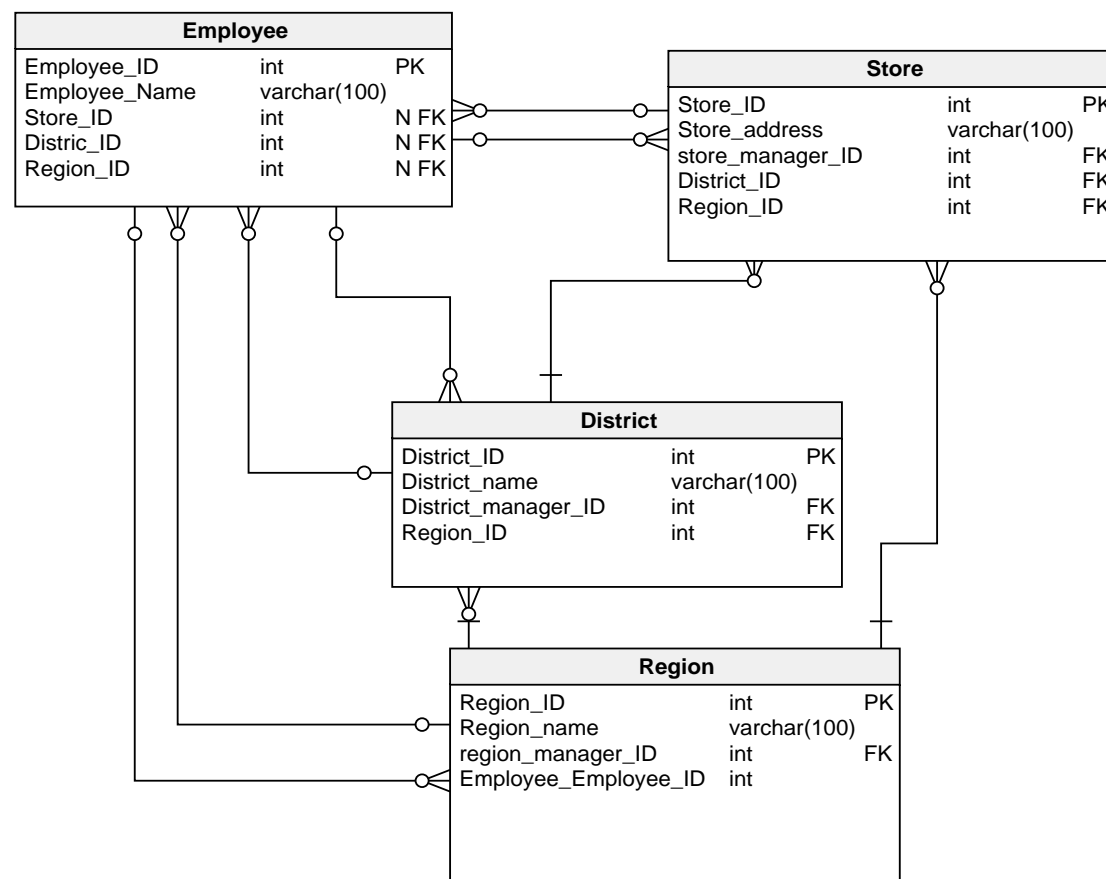 Employee
Employee_ID int PK
Employee_Name varchar(100)
Store_ID int N FK
Distric_ID int N FK
Region_ID int N FK
Store
Store_ID int PK
Store_address varchar(100)
store_manager_ID int FK
District_ID int FK
Region_ID int FK
District
District_ID int PK
District_name varchar(100)
District_manager_ID int FK
Region_ID int FK
Region
Region_ID int PK
Region_name varchar(100)
region_manager_ID int FK
Employee_Employee_ID int